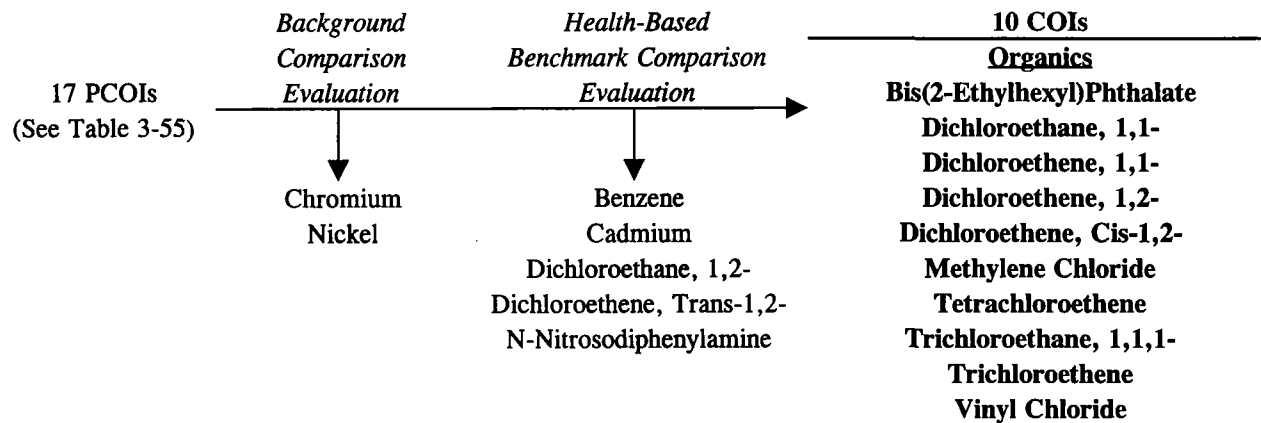 17 PCOIs
(See Table 3-55)
Background
Comparison
Evaluation
Chromium
Nickel
Health-Based
Benchmark Comparison
Evaluation
Benzene
Cadmium
Dichloroethane, 1,2-
Dichloroethene, Trans-1,2-
N-Nitrosodiphenylamine
10 COIs
Organics
Bis(2-Ethylhexyl)Phthalate
Dichloroethane, 1,1-
Dichloroethene, 1,1-
Dichloroethene, 1,2-
Dichloroethene, Cis-1,2-
Methylene Chloride
Tetrachloroethene
Trichloroethane, 1,1,1-
Trichloroethene
Vinyl Chloride